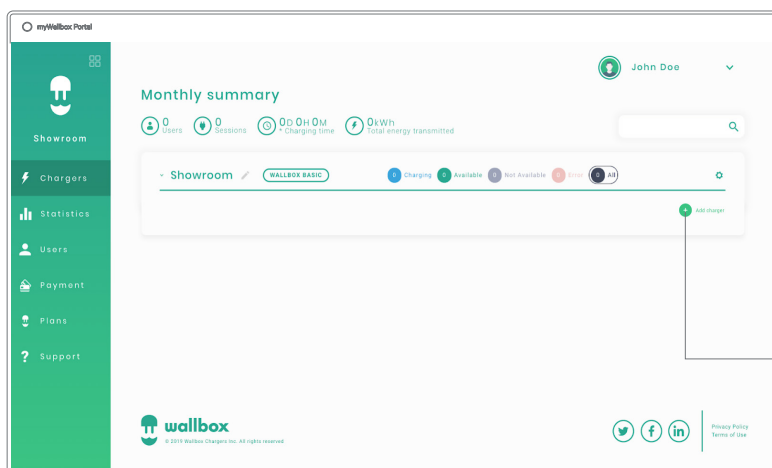 myWallbox Portal
John Doe
Monthly summary
0 Users 0 Sessions 0D 0H 0M * Charging time 0kWh Total energy transmitted
Showroom
Chargers
Statistics
Users
Payment
Plans
? Support
Showroom WALLBOX BASIC 0 Charging 0 Available 0 Not Available 0 Error 0 All
+ Add charger
wallbox
© 2019 Wallbox Chargers Inc. All rights reserved
f in
Privacy Policy
Terms of Use